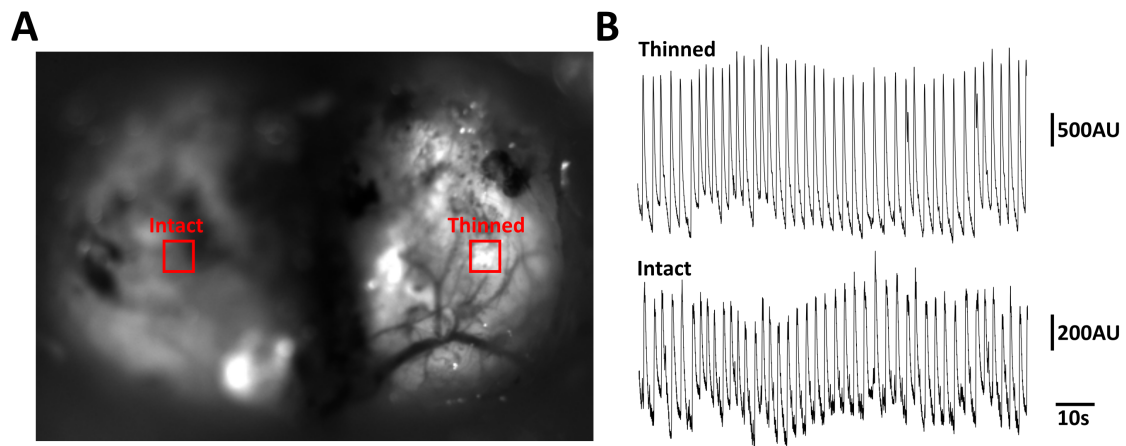 A
Intact
Thinned
B
Thinned
500AU
Intact
200AU
10s